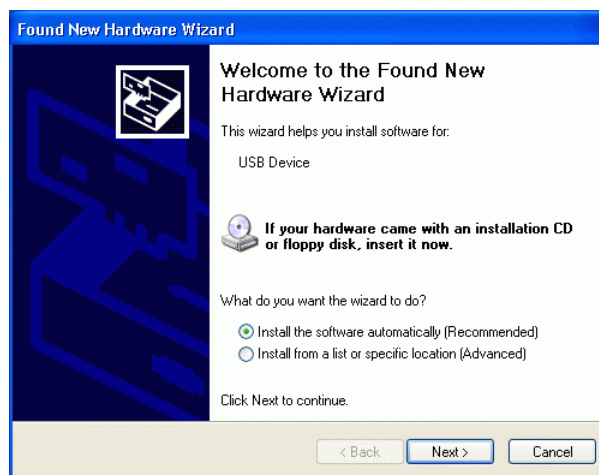 Found New Hardware Wizard
Welcome to the Found New
Hardware Wizard
This wizard helps you install software for:
USB Device
If your hardware came with an installation CD
or floppy disk, insert it now.
What do you want the wizard to do?
Install the software automatically (Recommended)
Install from a list or specific location (Advanced)
Click Next to continue.
< Back Next > Cancel